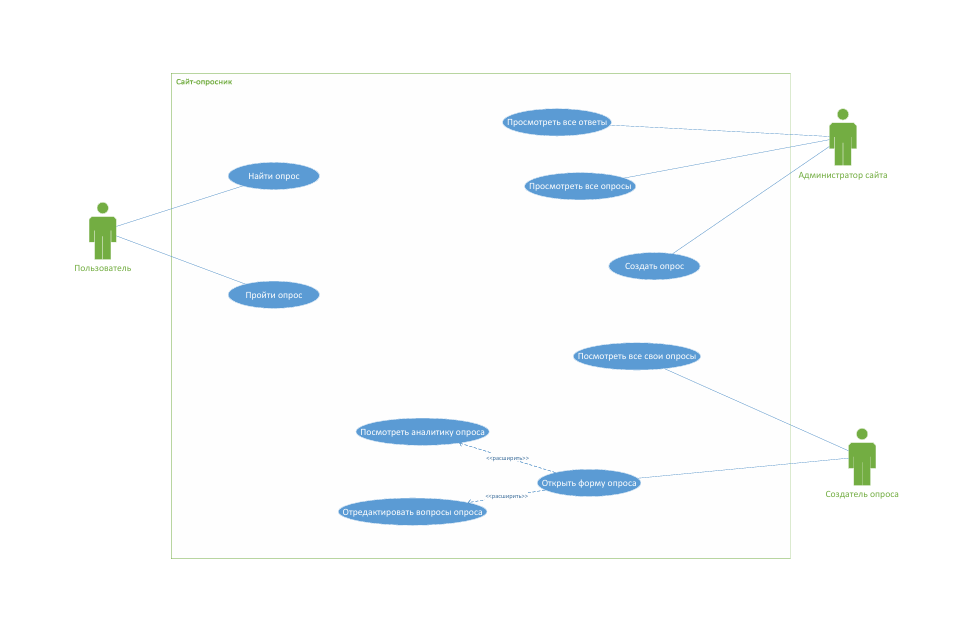 Сайт-опросник
Просмотреть все ответы
Найти опрос
Администратор сайта
Просмотреть все опросы
Пользователь
Создать опрос
Пройти опрос
Посмотреть все свои опросы
Посмотреть аналитику опроса
<<расширить>>
Открыть форму опроса
Создатель опроса
<<расширить>>
Отредактировать вопросы опроса